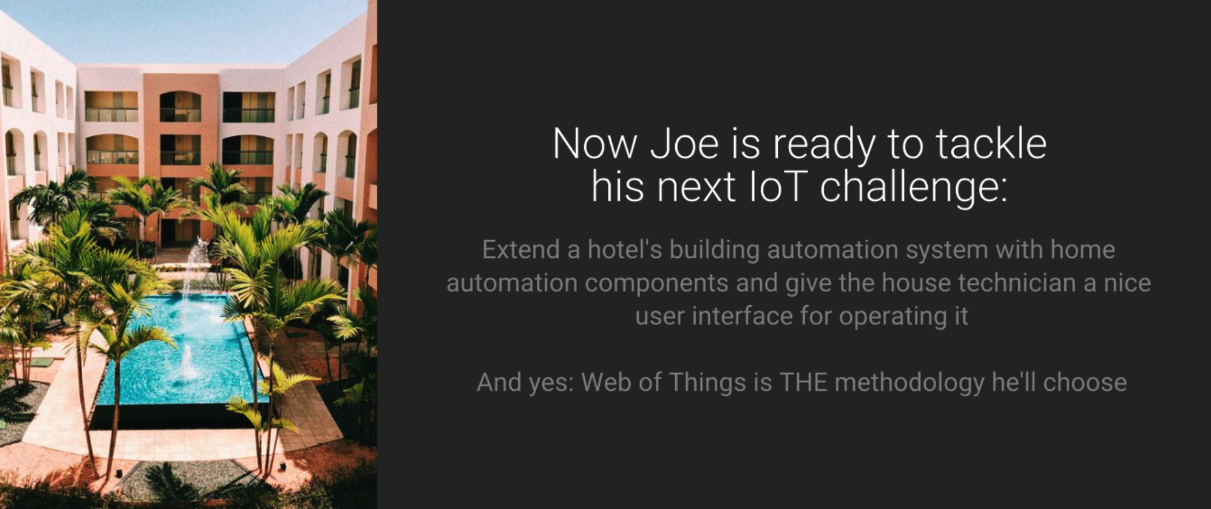 Now Joe is ready to tackle
his next IoT challenge:
Extend a hotel's building automation system with home
automation components and give the house technician a nice
user interface for operating it
And yes: Web of Things is THE methodology he'll choose